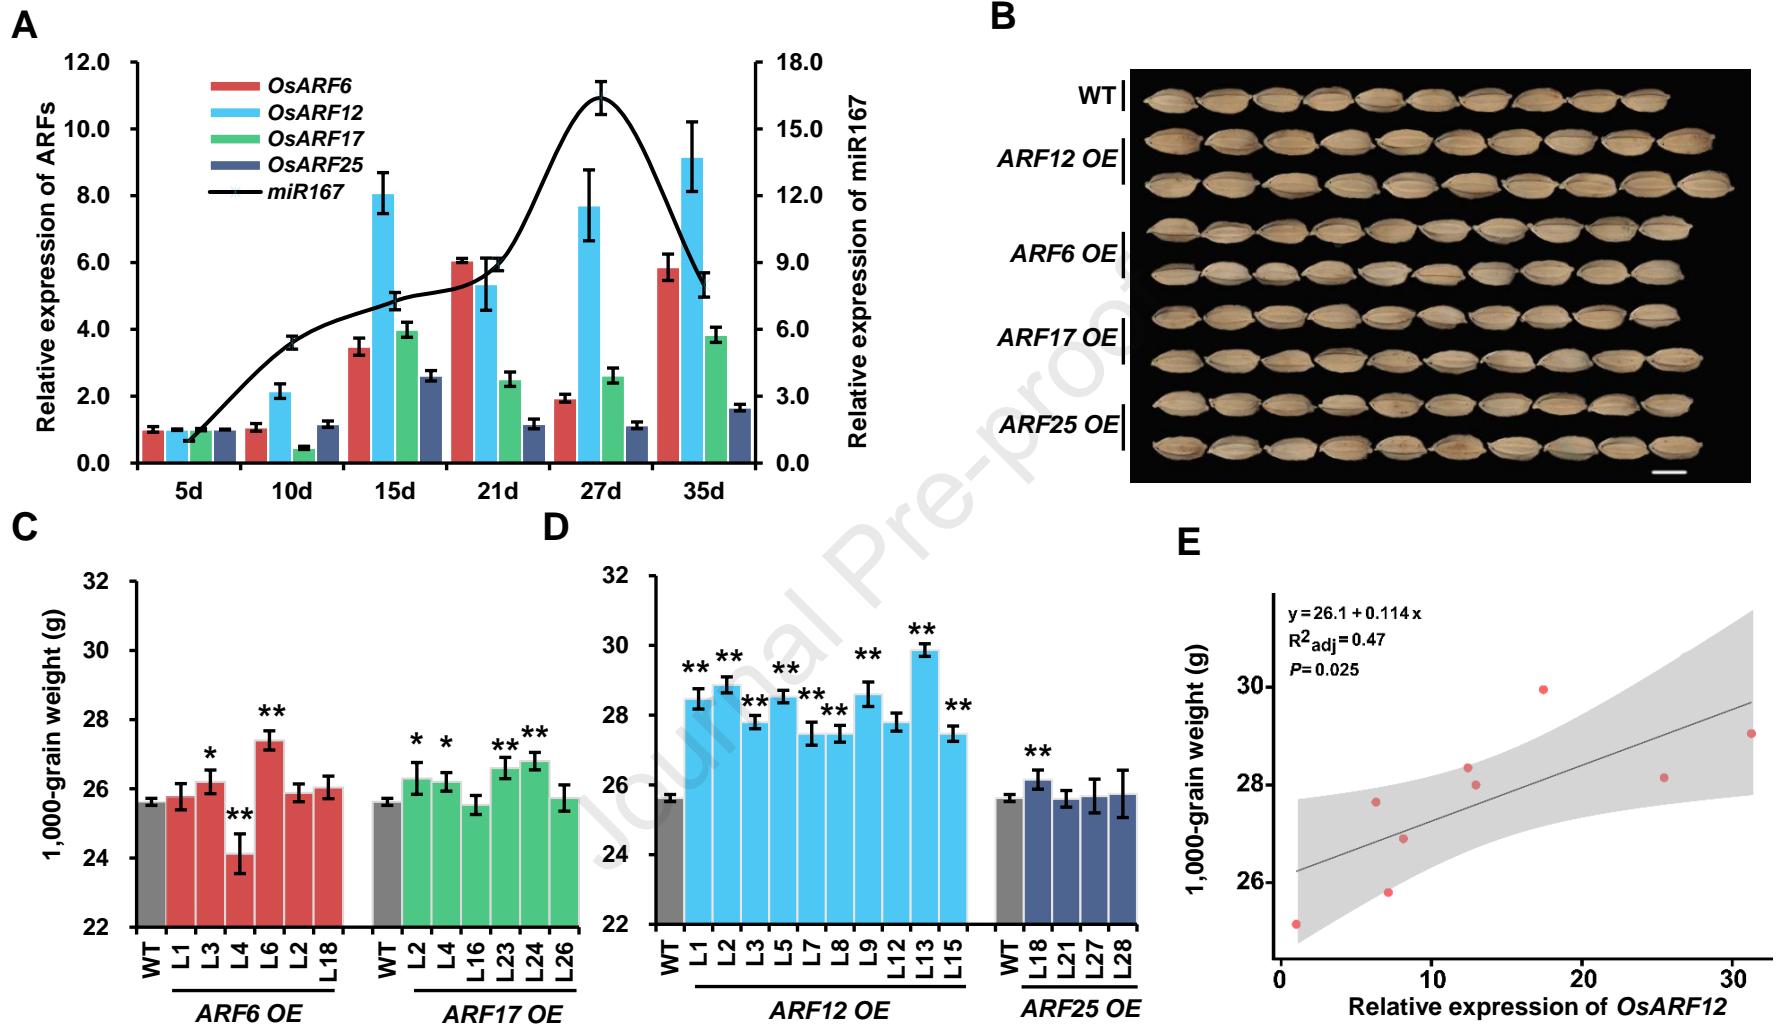 A
12.0
10.0
8.0
6.0
4.0
2.0
0.0
Relative expression of ARFs
OsARF6
OsARF12
OsARF17
OsARF25
miR167
18.0
15.0
12.0
9.0
6.0
3.0
0.0
Relative expression of miR167
5d 10d 15d 21d 27d 35d
B
WT
ARF12 OE
ARF6 OE
ARF17 OE
ARF25 OE
C
32
30
28
26
24
22
1,000-grain weight (g)
* ** **
* * ** **
WT L1 L3 L4 L6 L2 L18
ARF6 OE
WT L2 L4 L16 L23 L24 L26
ARF17 OE
D
32
30
28
26
24
22
** ** ** ** ** ** ** ** **
**
WT L1 L2 L3 L5 L7 L8 L9 L12 L13 L15
ARF12 OE
WT L18 L21 L27 L28
ARF25 OE
E
y = 26.1 + 0.114 x
R2adj = 0.47
P = 0.025
1,000-grain weight (g)
30
28
26
0 10 20 30
Relative expression of OsARF12
Journal Pre-proof